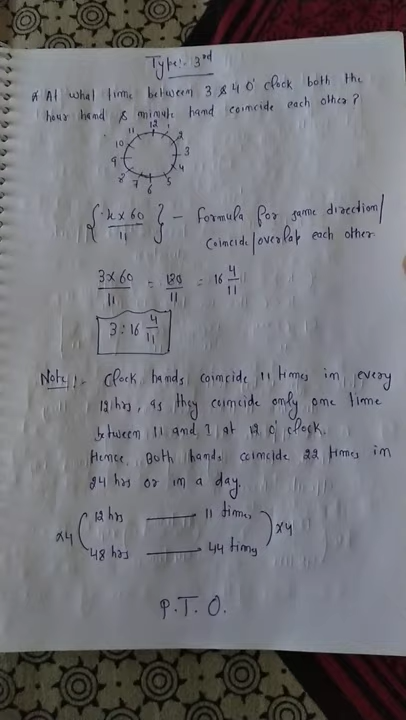 Type:- 3rd
* At what time between 3 & 4 O' clock both the
hour hand & minute hand coincide each other?
12
11 1
10 2
9 3
8 4
7 5
6
{ x × 60 / 11 } - Formula for same direction/
coincide/overlap each other
3×60 / 11 = 180 / 11 = 16 4/11
3:16 4/11
Note:- Clock hands coincide 11 times in every
12 hrs, as they coincide only one time
between 11 and 1 at 12 o' clock.
Hence, Both hands coincide 22 times in
24 hrs or in a day.
×4 ( 12 hrs → 11 times ) ×4
48 hrs → 44 times
P.T.O.